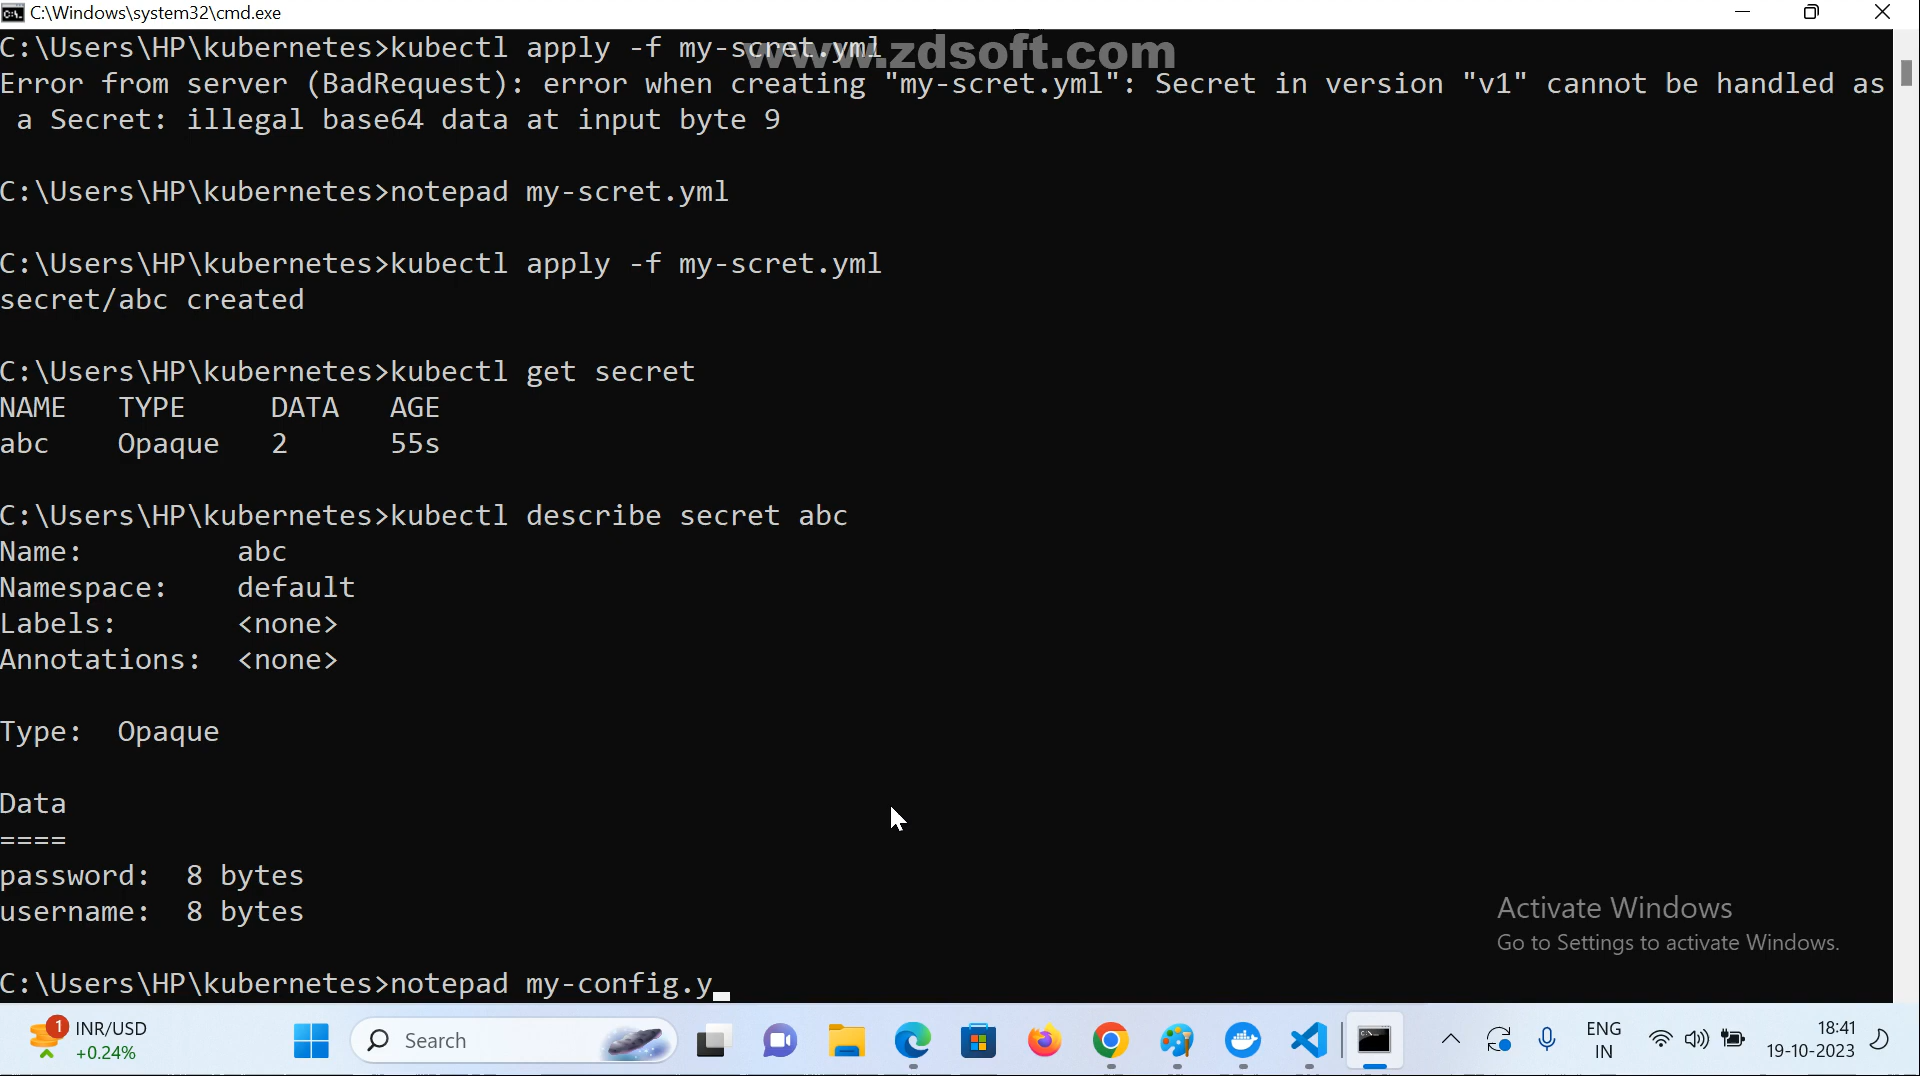 C:\Windows\system32\cmd.exe
C:\Users\HP\kubernetes>kubectl apply -f my-scret.yml
www.zdsoft.com
Error from server (BadRequest): error when creating "my-scret.yml": Secret in version "v1" cannot be handled as
 a Secret: illegal base64 data at input byte 9
C:\Users\HP\kubernetes>notepad my-scret.yml
C:\Users\HP\kubernetes>kubectl apply -f my-scret.yml
secret/abc created
C:\Users\HP\kubernetes>kubectl get secret
NAME   TYPE     DATA   AGE
abc    Opaque   2      55s
C:\Users\HP\kubernetes>kubectl describe secret abc
Name:         abc
Namespace:    default
Labels:       <none>
Annotations:  <none>
Type:  Opaque
Data
====
password:  8 bytes
username:  8 bytes
Activate Windows
Go to Settings to activate Windows.
C:\Users\HP\kubernetes>notepad my-config.y_
1 INR/USD
+0.24%
Search
ENG
IN
18:41
19-10-2023